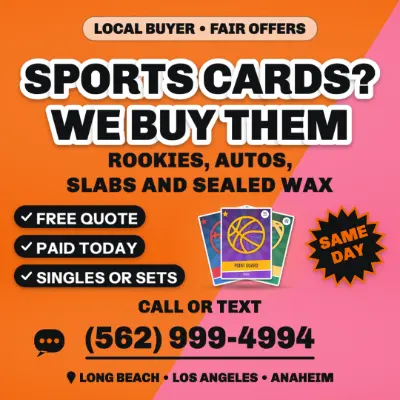 LOCAL BUYER • FAIR OFFERS
SPORTS CARDS?
WE BUY THEM
ROOKIES, AUTOS,
SLABS AND SEALED WAX
FREE QUOTE
PAID TODAY
SINGLES OR SETS
SAME
DAY
CALL OR TEXT
(562) 999-4994
LONG BEACH • LOS ANGELES • ANAHEIM